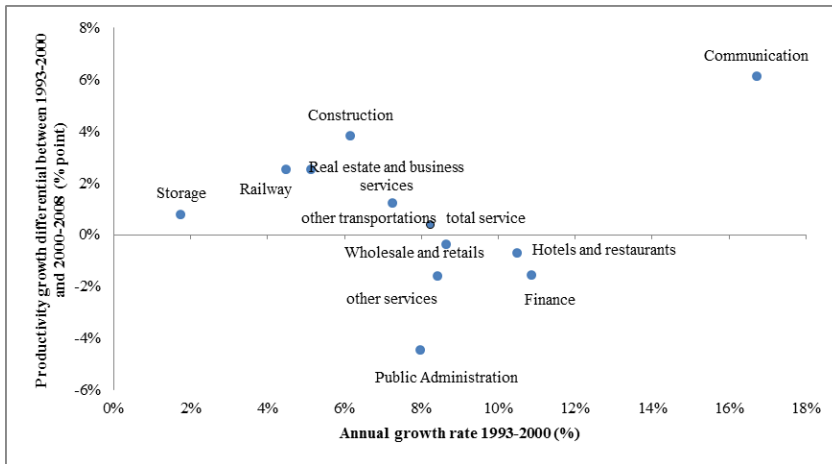 8%
6%
4%
2%
0%
-2%
-4%
-6%
Productivity growth differential between 1993-2000
and 2000-2008 (% point)
Communication
Construction
Real estate and business
services
Railway
Storage
other transportations
total service
Wholesale and retails
Hotels and restaurants
other services
Finance
Public Administration
0%
2%
4%
6%
8%
10%
12%
14%
16%
18%
Annual growth rate 1993-2000 (%)